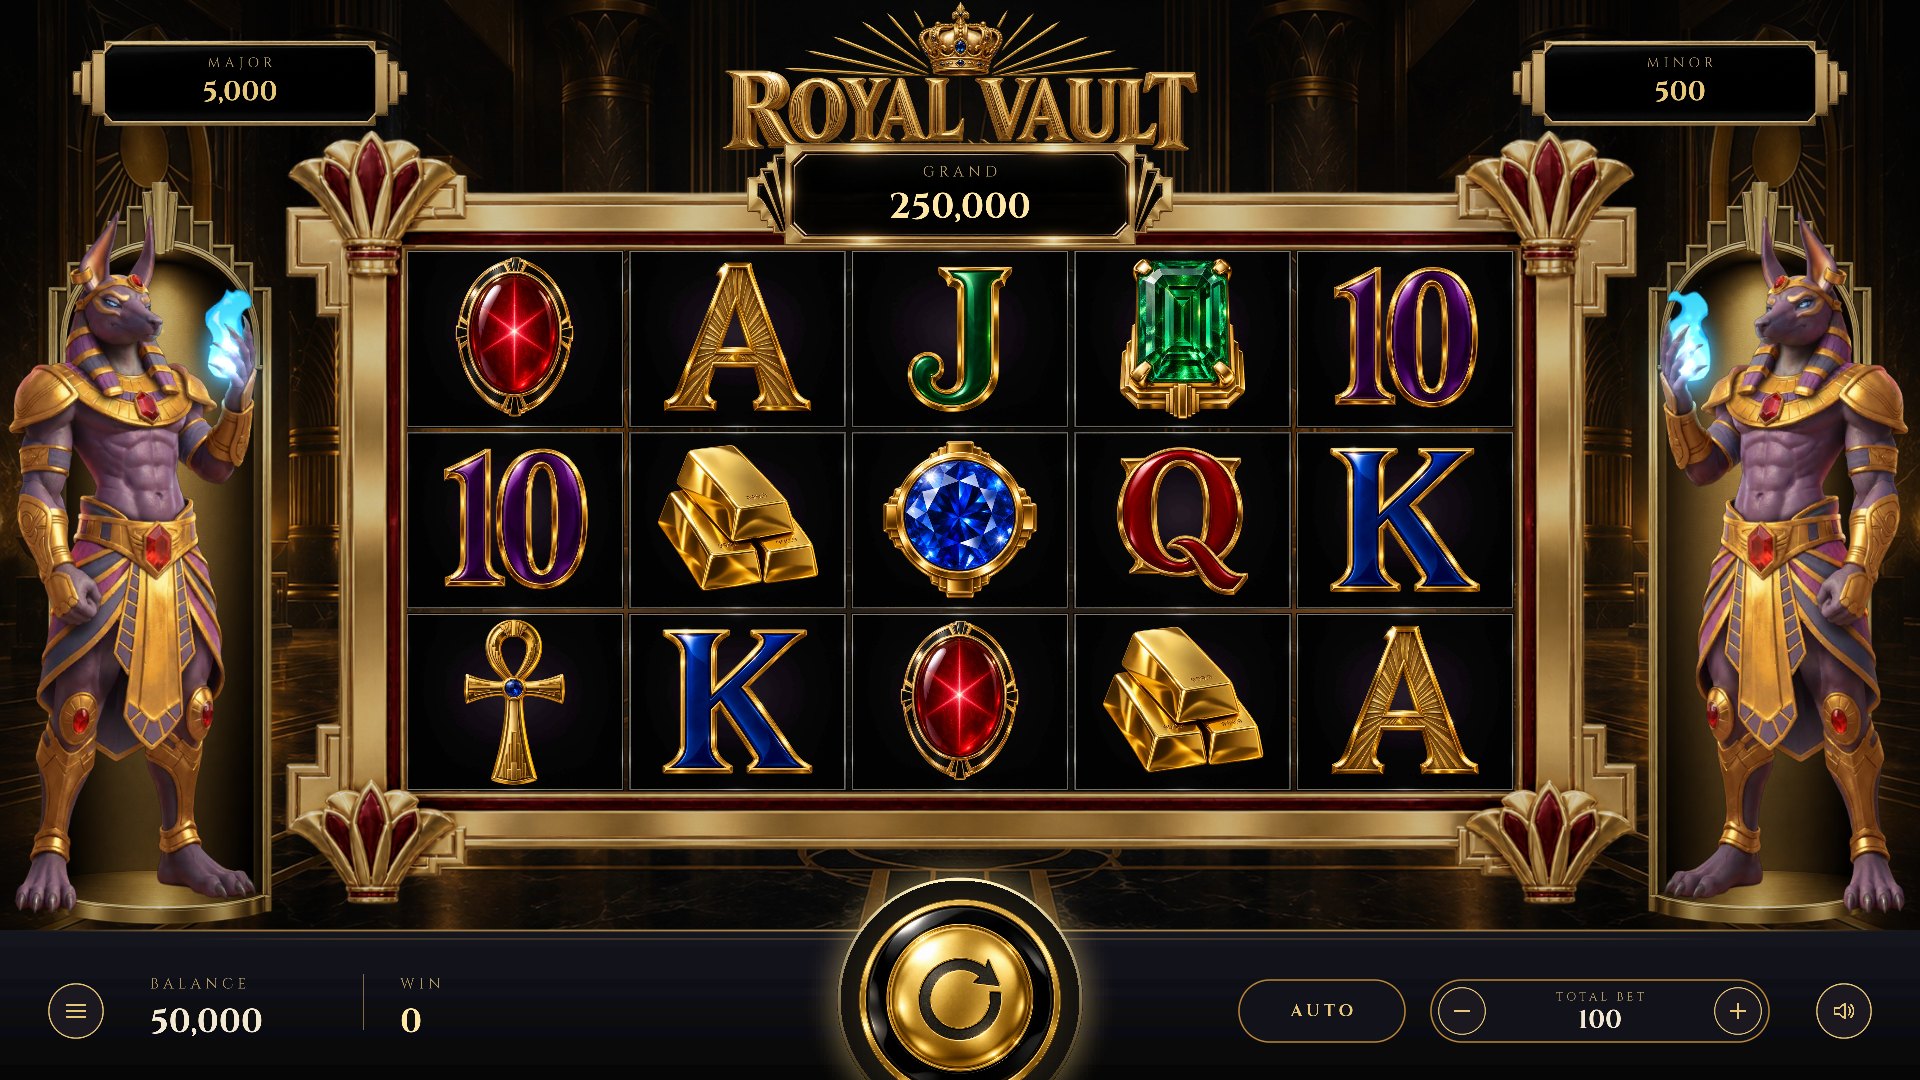 MAJOR
5,000
ROYAL VAULT
MINOR
500
GRAND
250,000
A
J
10
10
Q
K
K
A
BALANCE
50,000
WIN
0
AUTO
TOTAL BET
100